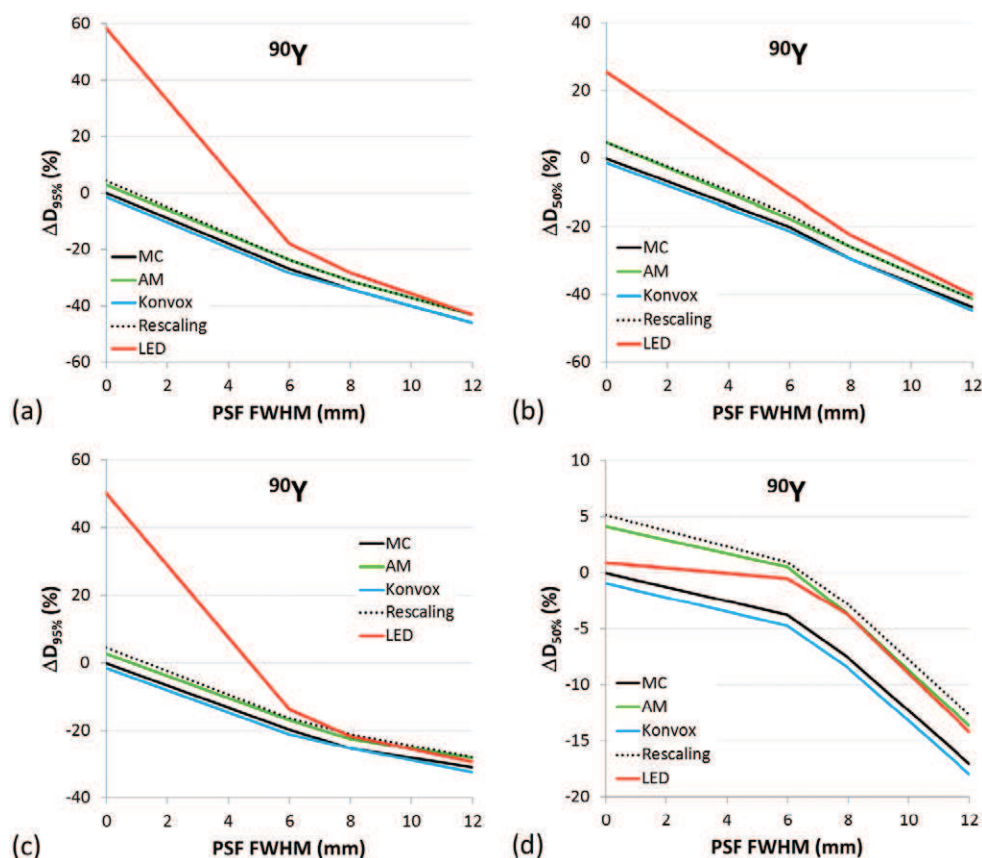 60
40
20
0
-20
-40
-60
ΔD95% (%)
90Y
MC
AM
Konvox
Rescaling
LED
0 2 4 6 8 10 12
PSF FWHM (mm)
(a)
40
20
0
-20
-40
-60
ΔD50% (%)
90Y
MC
AM
Konvox
Rescaling
LED
0 2 4 6 8 10 12
PSF FWHM (mm)
(b)
60
40
20
0
-20
-40
ΔD95% (%)
90Y
MC
AM
Konvox
Rescaling
LED
0 2 4 6 8 10 12
PSF FWHM (mm)
(c)
10
5
0
-5
-10
-15
-20
ΔD50% (%)
90Y
MC
AM
Konvox
Rescaling
LED
0 2 4 6 8 10 12
PSF FWHM (mm)
(d)